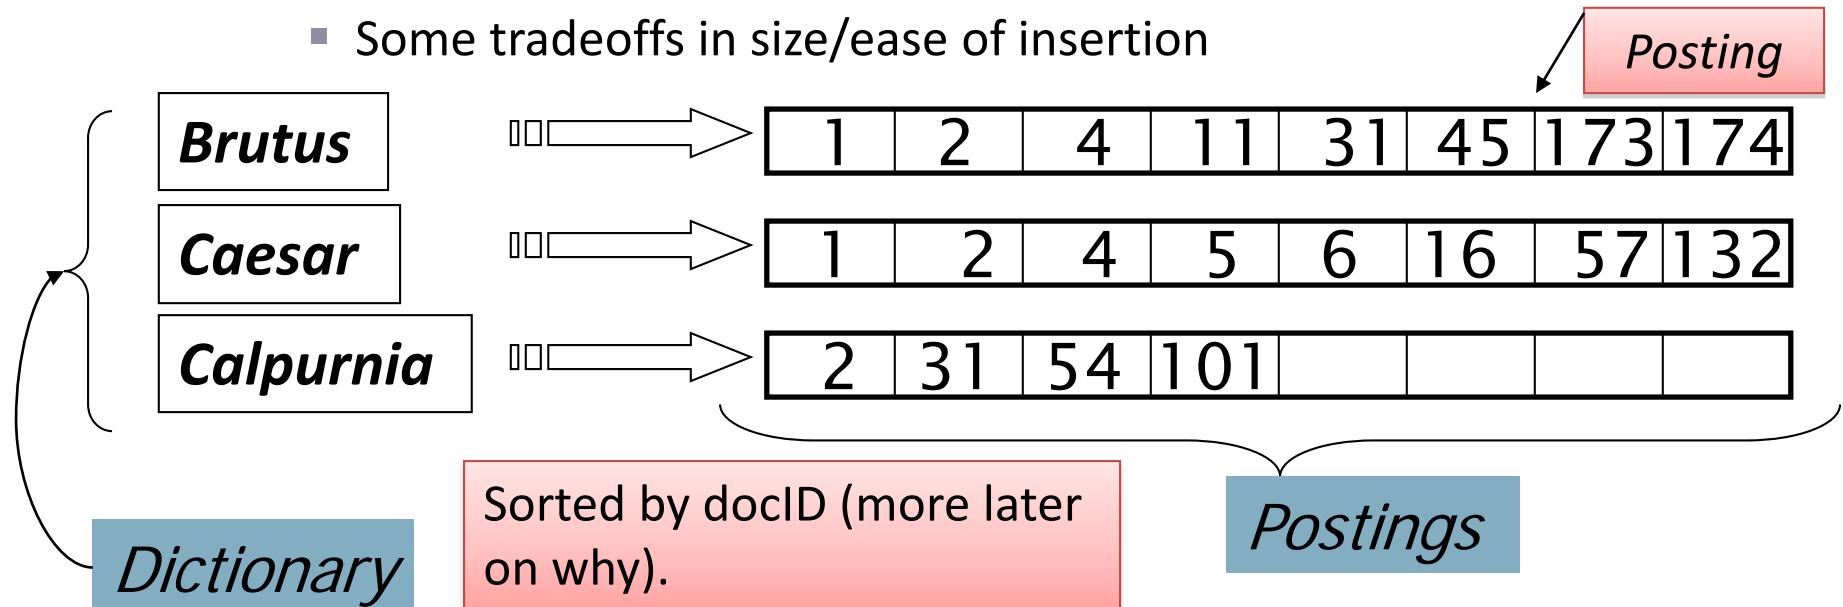 ▪ Some tradeoffs in size/ease of insertion
Posting
Brutus 1 2 4 11 31 45 173 174
Caesar 1 2 4 5 6 16 57 132
Calpurnia 2 31 54 101
Sorted by docID (more later
on why).
Postings
Dictionary